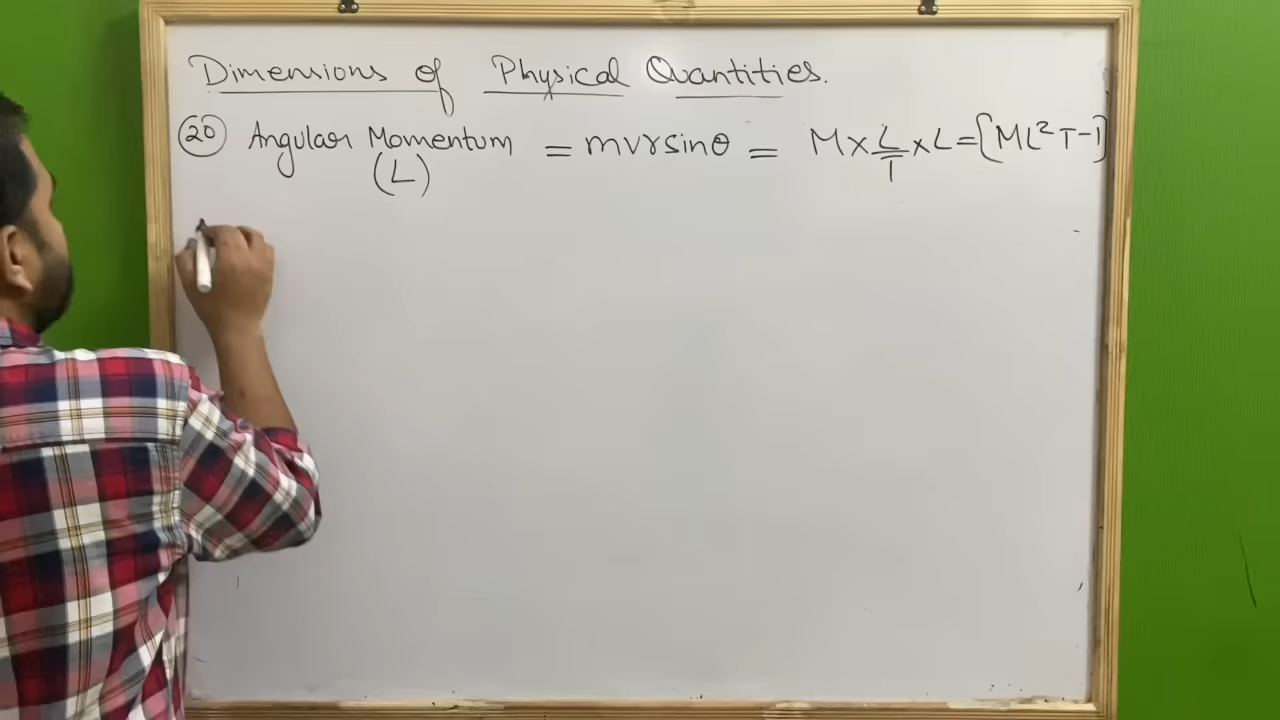 Dimensions of Physical Quantities.
20 Angular Momentum = mvrsinθ = M×L/T×L=[ML²T-1]
(L)